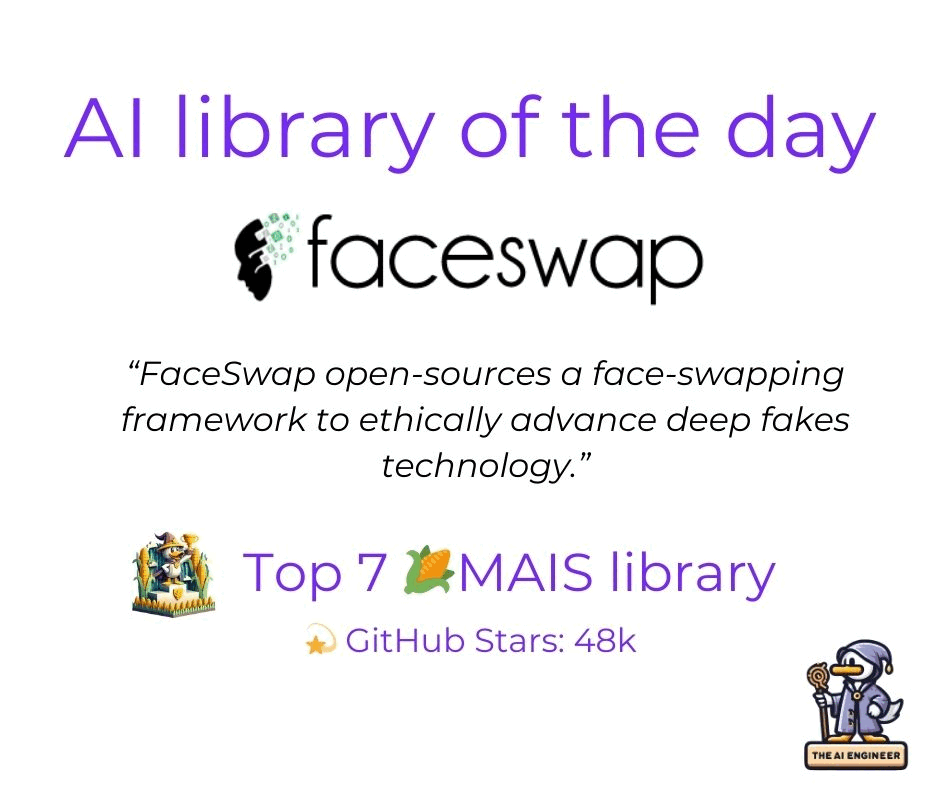 AI library of the day
faceswap
“FaceSwap open-sources a face-swapping
framework to ethically advance deep fakes
technology.”
Top 7 🌽MAIS library
💫 GitHub Stars: 48k
THE AI ENGINEER